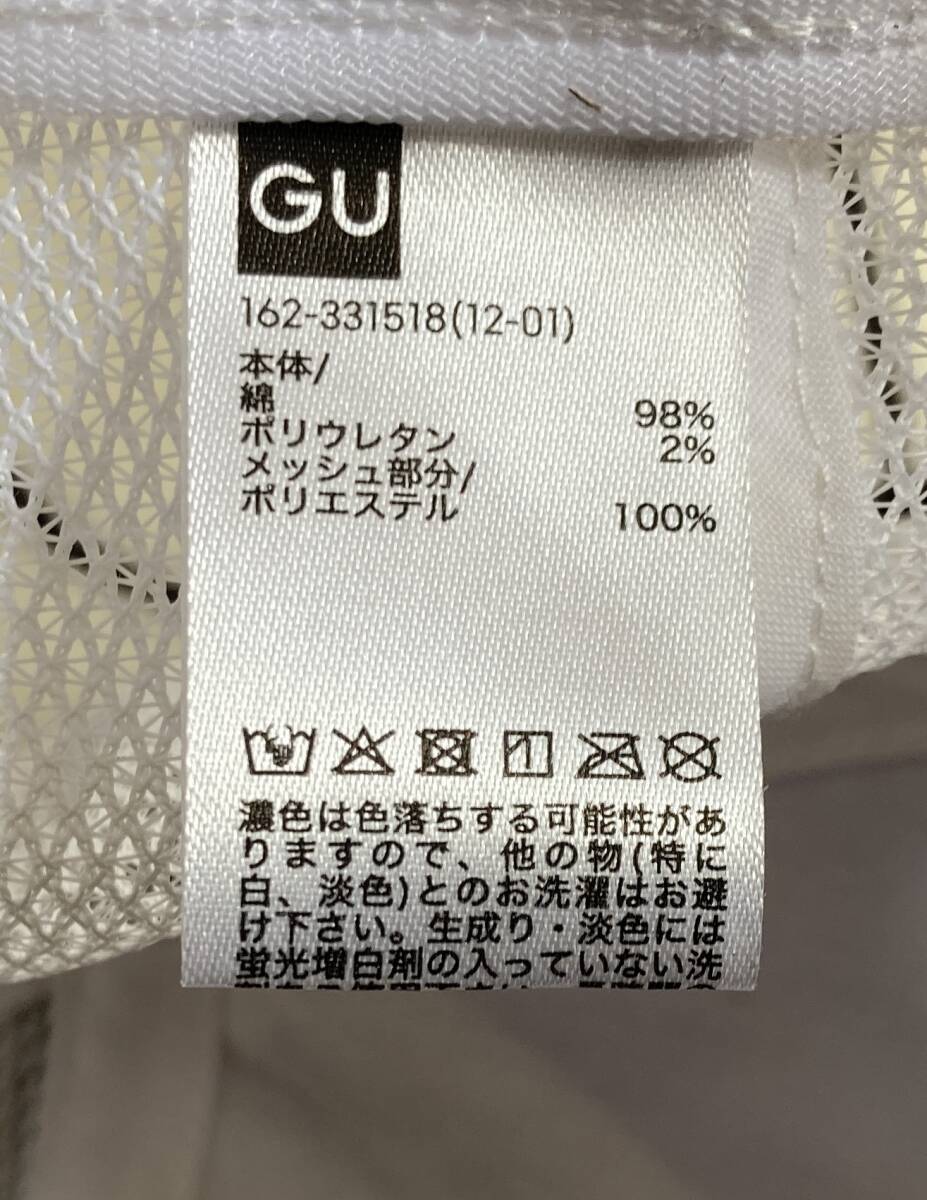 GU
162-331518(12-01)
本体/
綿 98%
ポリウレタン 2%
メッシュ部分/
ポリエステル 100%
濃色は色落ちする可能性があ
りますので、他の物(特に
白、淡色)とのお洗濯はお避
け下さい。生成り・淡色には
蛍光増白剤の入っていない洗